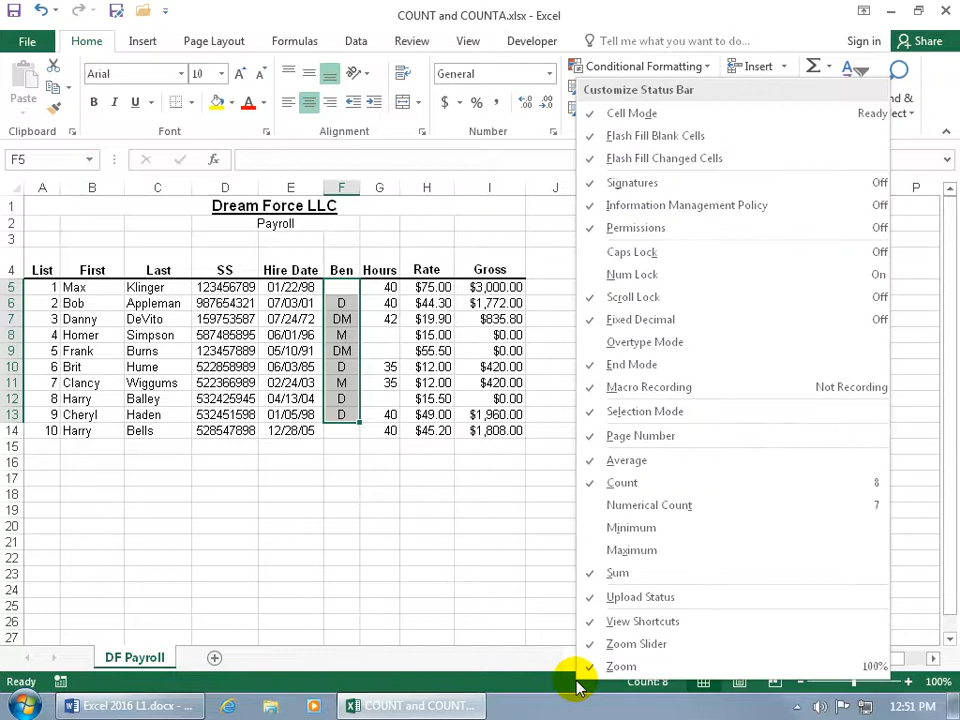 COUNT and COUNTA.xlsx - Excel
File Home Insert Formulas Page Layout Data Review View Developer Tell me what you want to do... Sign in Share
Paste Arial 10 General Conditional Formatting Insert
Clipboard Font Alignment Number
F5 fx
Customize Status Bar
Cell Mode Ready
Flash Fill Blank Cells
Flash Fill Changed Cells
Signatures Off
Information Management Policy Off
Permissions Off
Caps Lock Off
Num Lock On
Scroll Lock Off
Fixed Decimal Off
Overtype Mode
End Mode
Macro Recording Not Recording
Selection Mode
Page Number
Average
Count 8
Numerical Count 7
Minimum
Maximum
Sum
Upload Status
View Shortcuts
Zoom Slider
Zoom 100%
A B C D E F G H I J P
1 Dream Force LLC
2 Payroll
3
4 List First Last SS Hire Date Ben Hours Rate Gross
5 1 Max Klinger 123456789 01/22/98 40 $75.00 $3,000.00
6 2 Bob Appleman 987654321 07/03/01 D 40 $44.30 $1,772.00
7 3 Danny DeVito 159753587 07/24/72 DM 42 $19.90 $835.80
8 4 Homer Simpson 587485895 06/01/96 M $15.00 $0.00
9 5 Frank Burns 123457889 05/10/91 DM $55.50 $0.00
10 6 Brit Hume 522858989 06/03/85 D 35 $12.00 $420.00
11 7 Clancy Wiggums 522366989 02/24/03 M 35 $12.00 $420.00
12 8 Harry Balley 532425945 04/13/04 D $15.50 $0.00
13 9 Cheryl Haden 532451598 01/05/98 D 40 $49.00 $1,960.00
14 10 Harry Bells 528547898 12/28/05 40 $45.20 $1,808.00
15
16
17
18
19
20
21
22
23
24
25
26
27
DF Payroll
Ready Count: 8 100%
Excel 2016 L1.docx - ... COUNT and COUNT... 12:51 PM